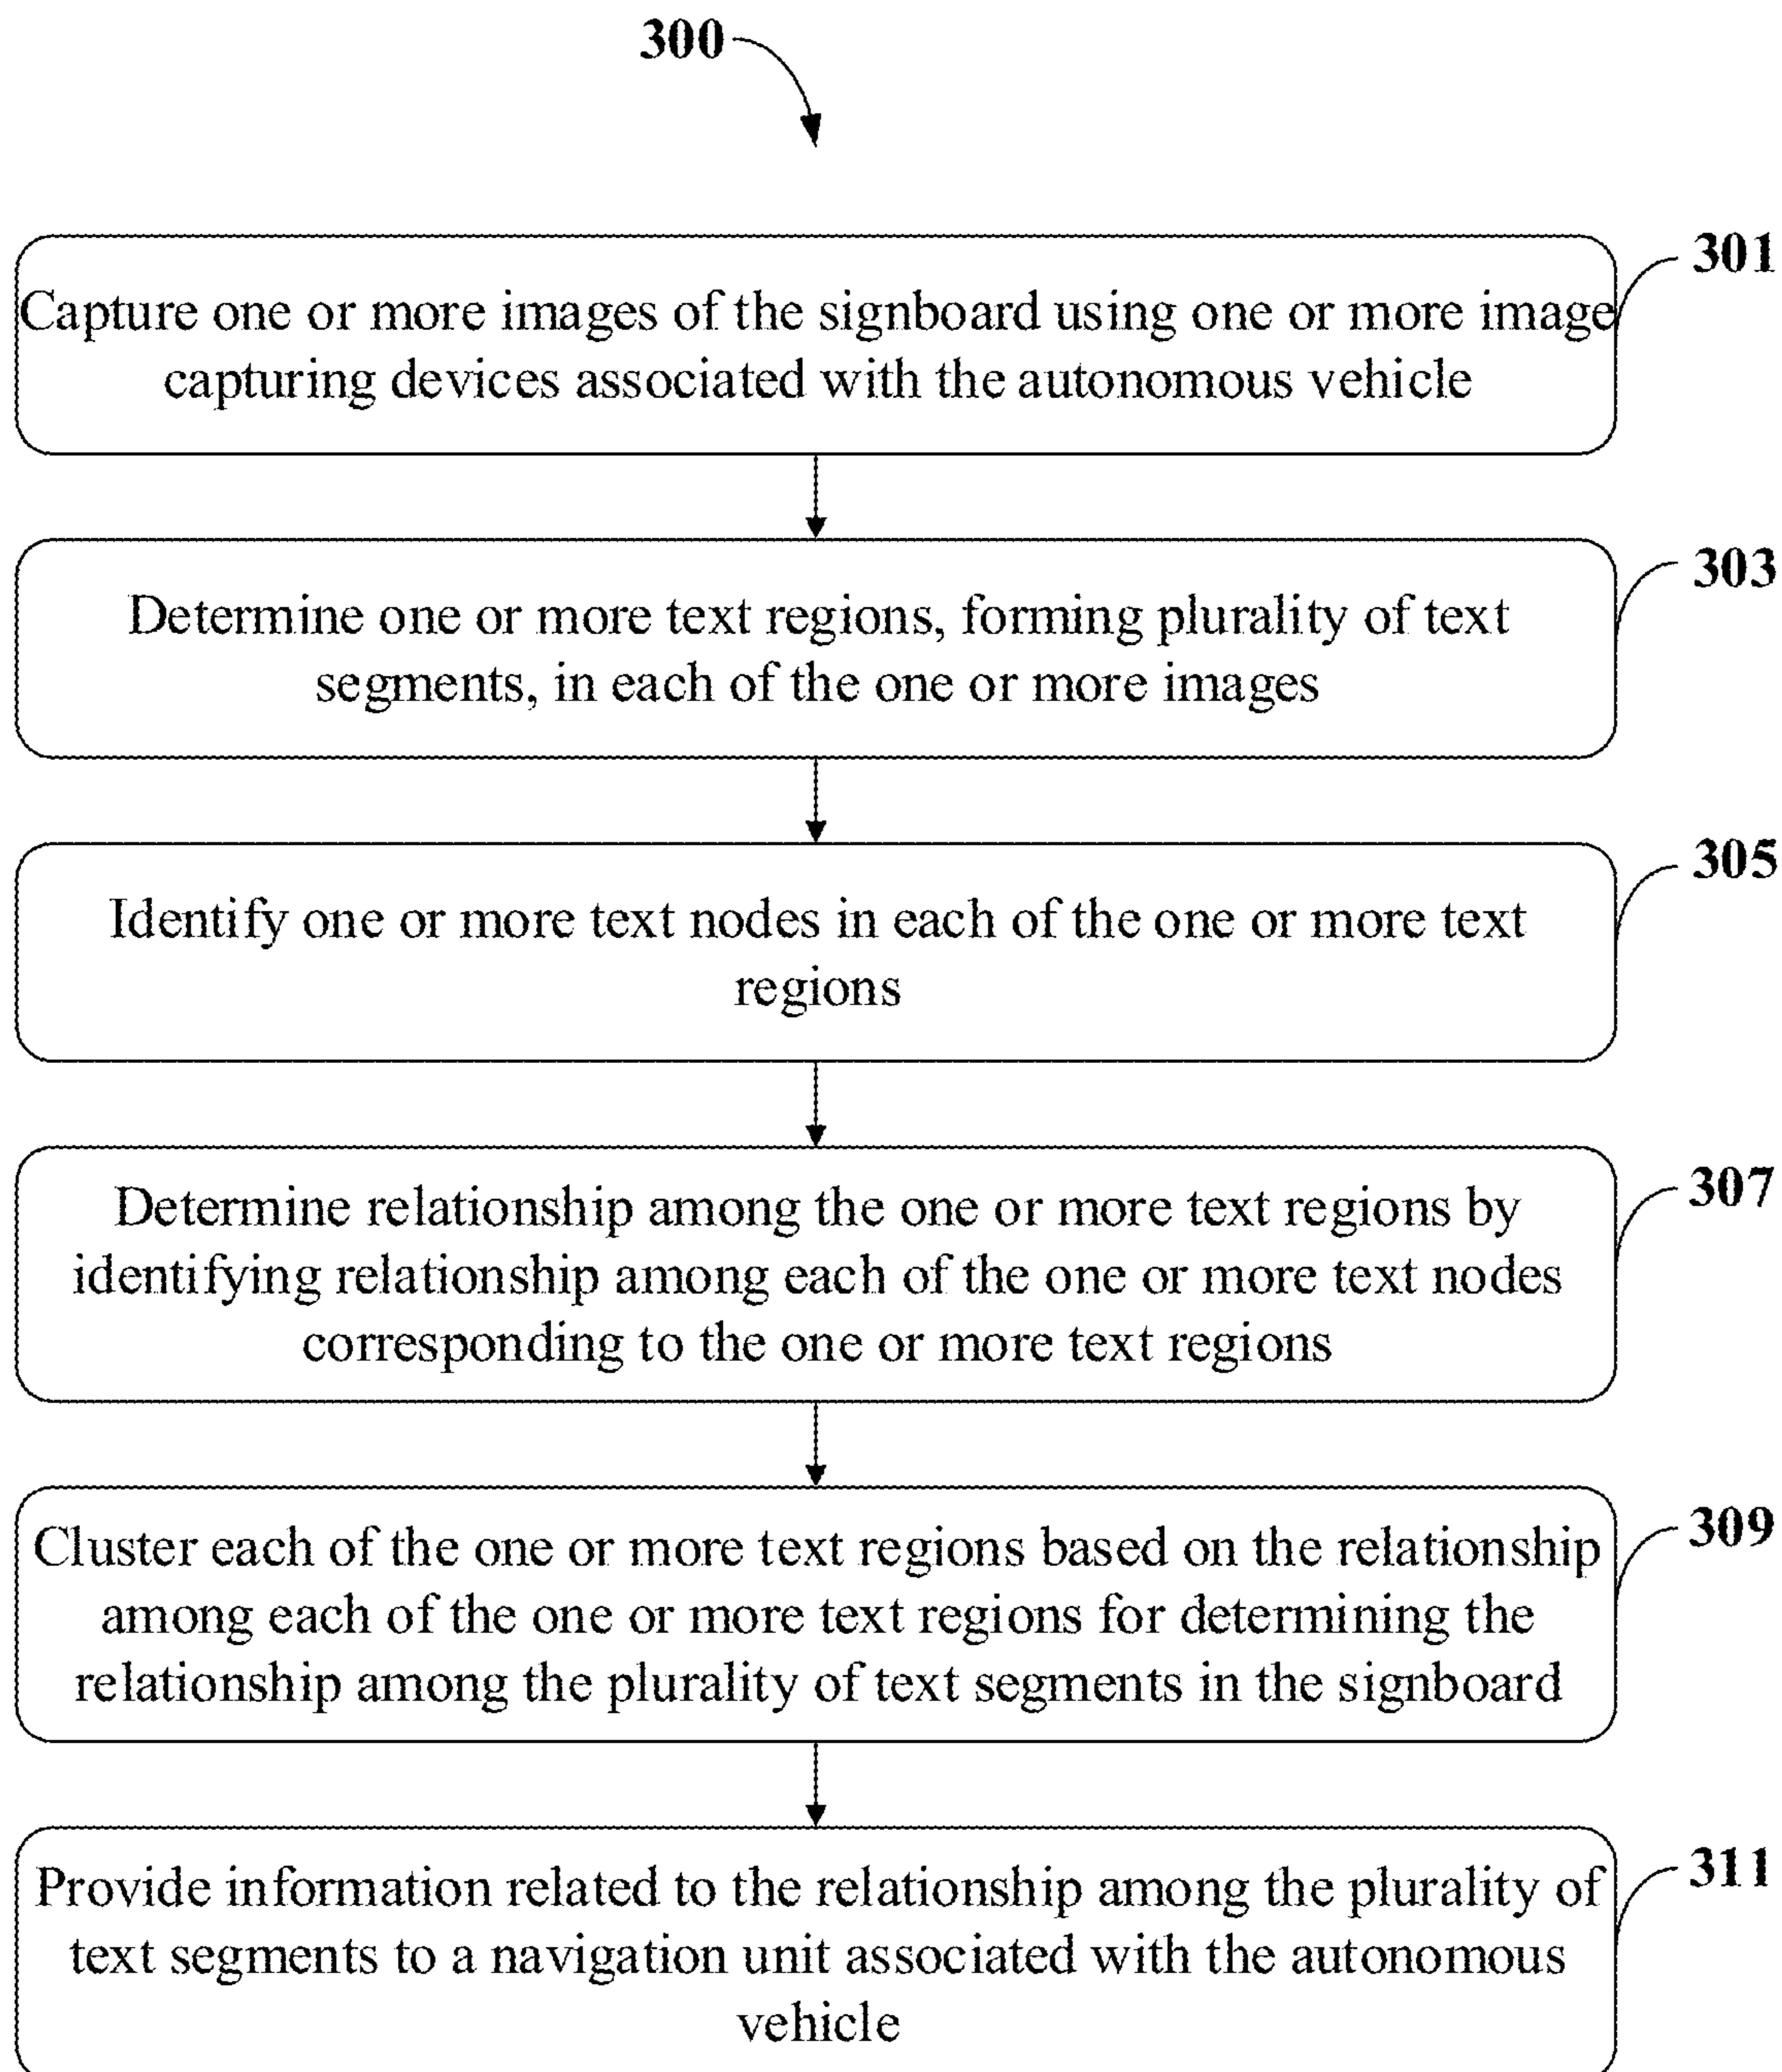 300
301
Capture one or more images of the signboard using one or more image
capturing devices associated with the autonomous vehicle
303
Determine one or more text regions, forming plurality of text
segments, in each of the one or more images
305
Identify one or more text nodes in each of the one or more text
regions
307
Determine relationship among the one or more text regions by
identifying relationship among each of the one or more text nodes
corresponding to the one or more text regions
309
Cluster each of the one or more text regions based on the relationship
among each of the one or more text regions for determining the
relationship among the plurality of text segments in the signboard
311
Provide information related to the relationship among the plurality of
text segments to a navigation unit associated with the autonomous
vehicle